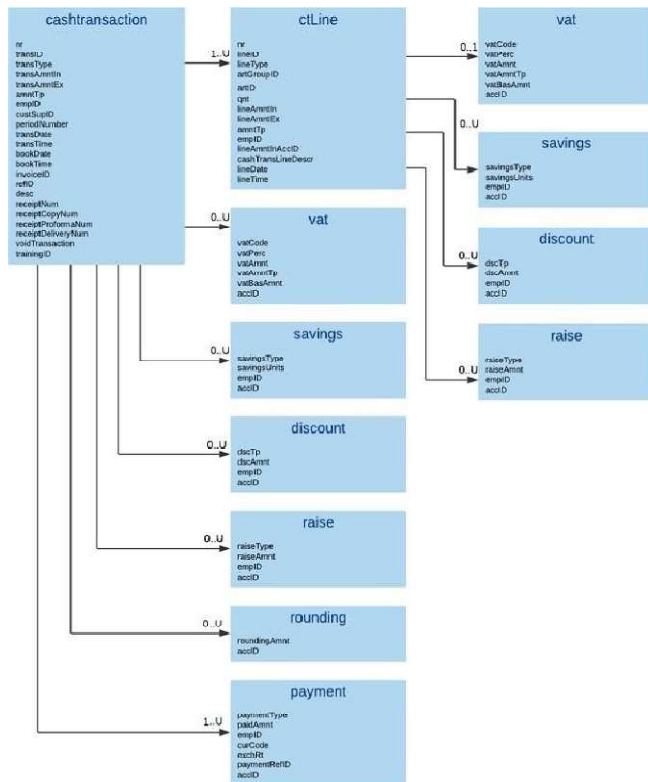 cashtransaction
nr
transID
transType
transAmntIn
transAmntEx
amntTp
empID
custSupID
periodNumber
transDate
transTime
bookDate
bookTime
invoiceID
refID
desc
receiptNum
receiptCopyNum
receiptProformaNum
receiptDeliveryNum
voidTransaction
trainingID
1..U
ctLine
nr
lineID
lineType
artGroupID
artID
qnt
lineAmntIn
lineAmntEx
amntTp
empID
lineAmntInAccID
cashTransLineDescr
lineDate
lineTime
0..1
vat
vatCode
vatPerc
vatAmnt
vatAmntTp
vatBasAmnt
accID
0..U
savings
savingsType
savingsUnits
empID
accID
0..U
discount
dscTp
dscAmnt
empID
accID
0..U
raise
raiseType
raiseAmnt
empID
accID
0..U
vat
vatCode
vatPerc
vatAmnt
vatAmntTp
vatBasAmnt
accID
0..U
savings
savingsType
savingsUnits
empID
accID
0..U
discount
dscTp
dscAmnt
empID
accID
0..U
raise
raiseType
raiseAmnt
empID
accID
0..U
rounding
roundingAmnt
accID
1..U
payment
paymentType
paidAmnt
empID
curCode
exchRt
paymentRefID
accID